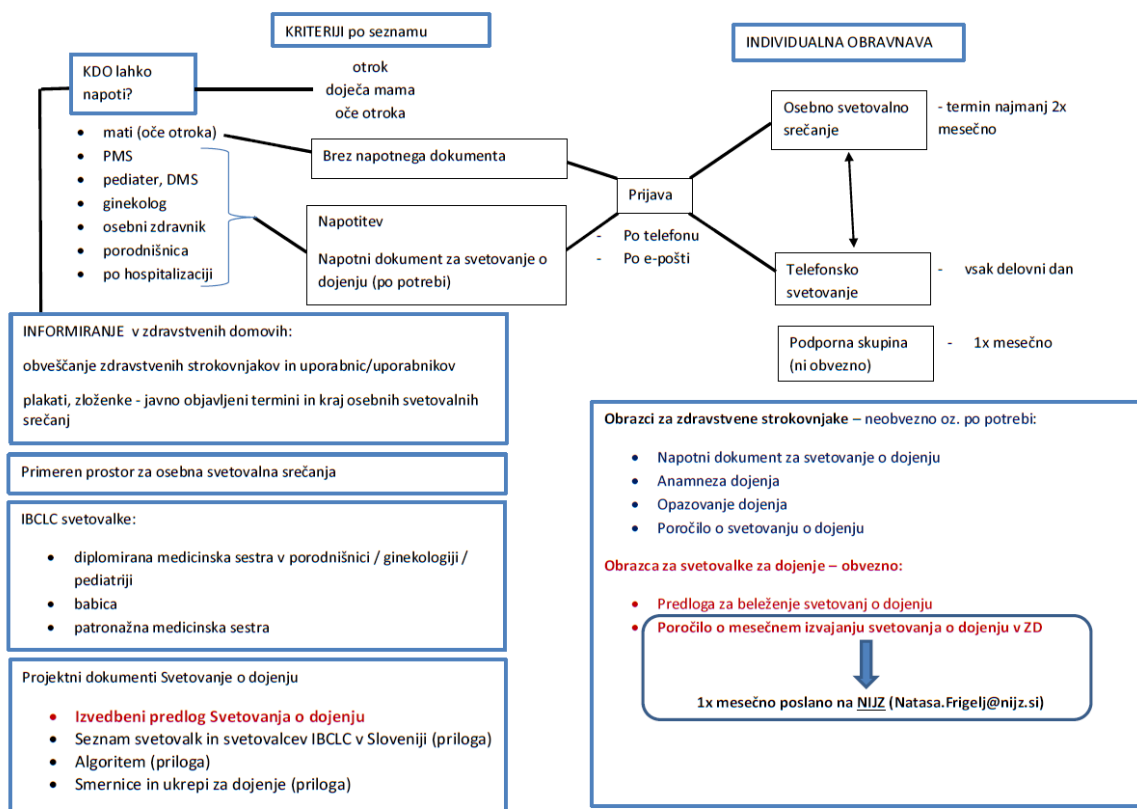 KRITERIJI po seznamu
INDIVIDUALNA OBRAVNAVA
KDO lahko
napoti?
otrok
doječa mama
oče otroka
Osebno svetovalno
srečanje
- termin najmanj 2x
mesečno
• mati (oče otroka)
• PMS
• pediater, DMS
• ginekolog
• osebni zdravnik
• porodnišnica
• po hospitalizaciji
Brez napotnega dokumenta
Napotitev
Napotni dokument za svetovanje o
dojenju (po potrebi)
Prijava
- Po telefonu
- Po e-pošti
Telefonsko
svetovanje
- vsak delovni dan
Podporna skupina
(ni obvezno)
- 1x mesečno
INFORMIRANJE v zdravstvenih domovih:
obveščanje zdravstvenih strokovnjakov in uporabnic/uporabnikov
plakati, zloženke - javno objavljeni termini in kraj osebnih svetovalnih
srečanj
Primeren prostor za osebna svetovalna srečanja
IBCLC svetovalke:
• diplomirana medicinska sestra v porodnišnici / ginekologiji /
pediatriji
• babica
• patronažna medicinska sestra
Projektni dokumenti Svetovanje o dojenju
• Izvedbeni predlog Svetovanja o dojenju
• Seznam svetovalk in svetovalcev IBCLC v Sloveniji (priloga)
• Algoritem (priloga)
• Smernice in ukrepi za dojenje (priloga)
Obrazci za zdravstvene strokovnjake – neobvezno oz. po potrebi:
• Napotni dokument za svetovanje o dojenju
• Anamneza dojenja
• Opazovanje dojenja
• Poročilo o svetovanju o dojenju
Obrazca za svetovalke za dojenje – obvezno:
• Predloga za beleženje svetovanj o dojenju
• Poročilo o mesečnem izvajanju svetovanja o dojenju v ZD
1x mesečno poslano na NIJZ (Natasa.Frigelj@nijz.si)